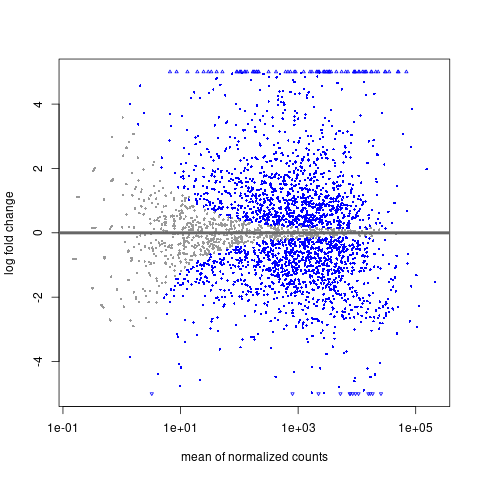 4
2
0
-2
-4
log fold change
1e-01
1e+01
1e+03
1e+05
mean of normalized counts